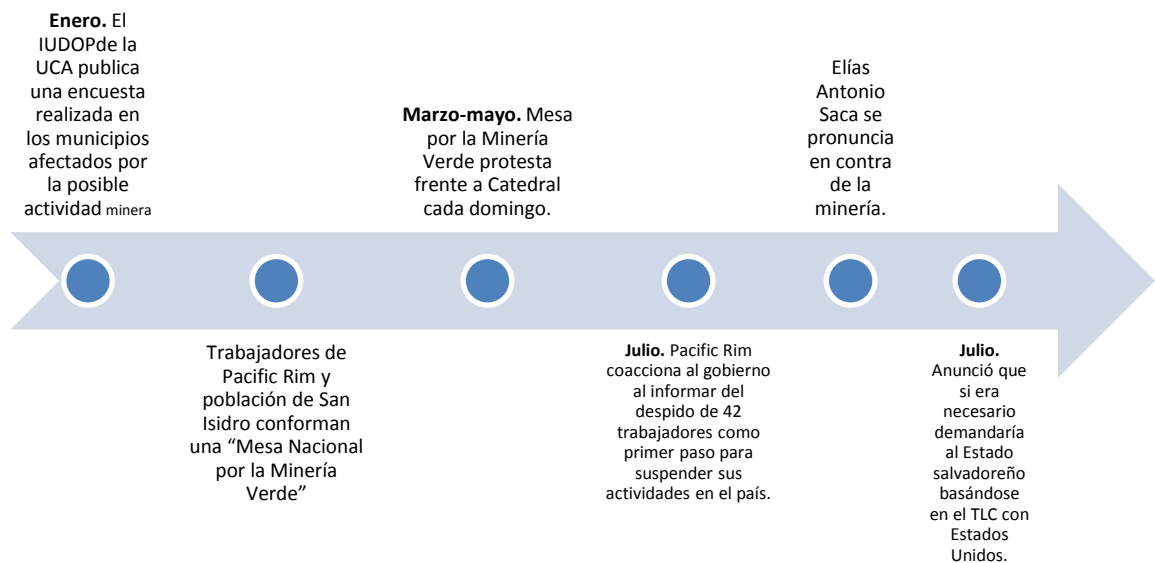 Enero. El
IUDOPde la
UCA publica
una encuesta
realizada en
los municipios
afectados por
la posible
actividad minera
Trabajadores de
Pacific Rim y
población de San
Isidro conforman
una “Mesa Nacional
por la Minería
Verde”
Marzo-mayo. Mesa
por la Minería
Verde protesta
frente a Catedral
cada domingo.
Julio. Pacific Rim
coacciona al gobierno
al informar del
despido de 42
trabajadores como
primer paso para
suspender sus
actividades en el país.
Elías
Antonio
Saca se
pronuncia
en contra
de la
minería.
Julio.
Anunció que
si era
necesario
demandaría
al Estado
salvadoreño
basándose
en el TLC con
Estados
Unidos.